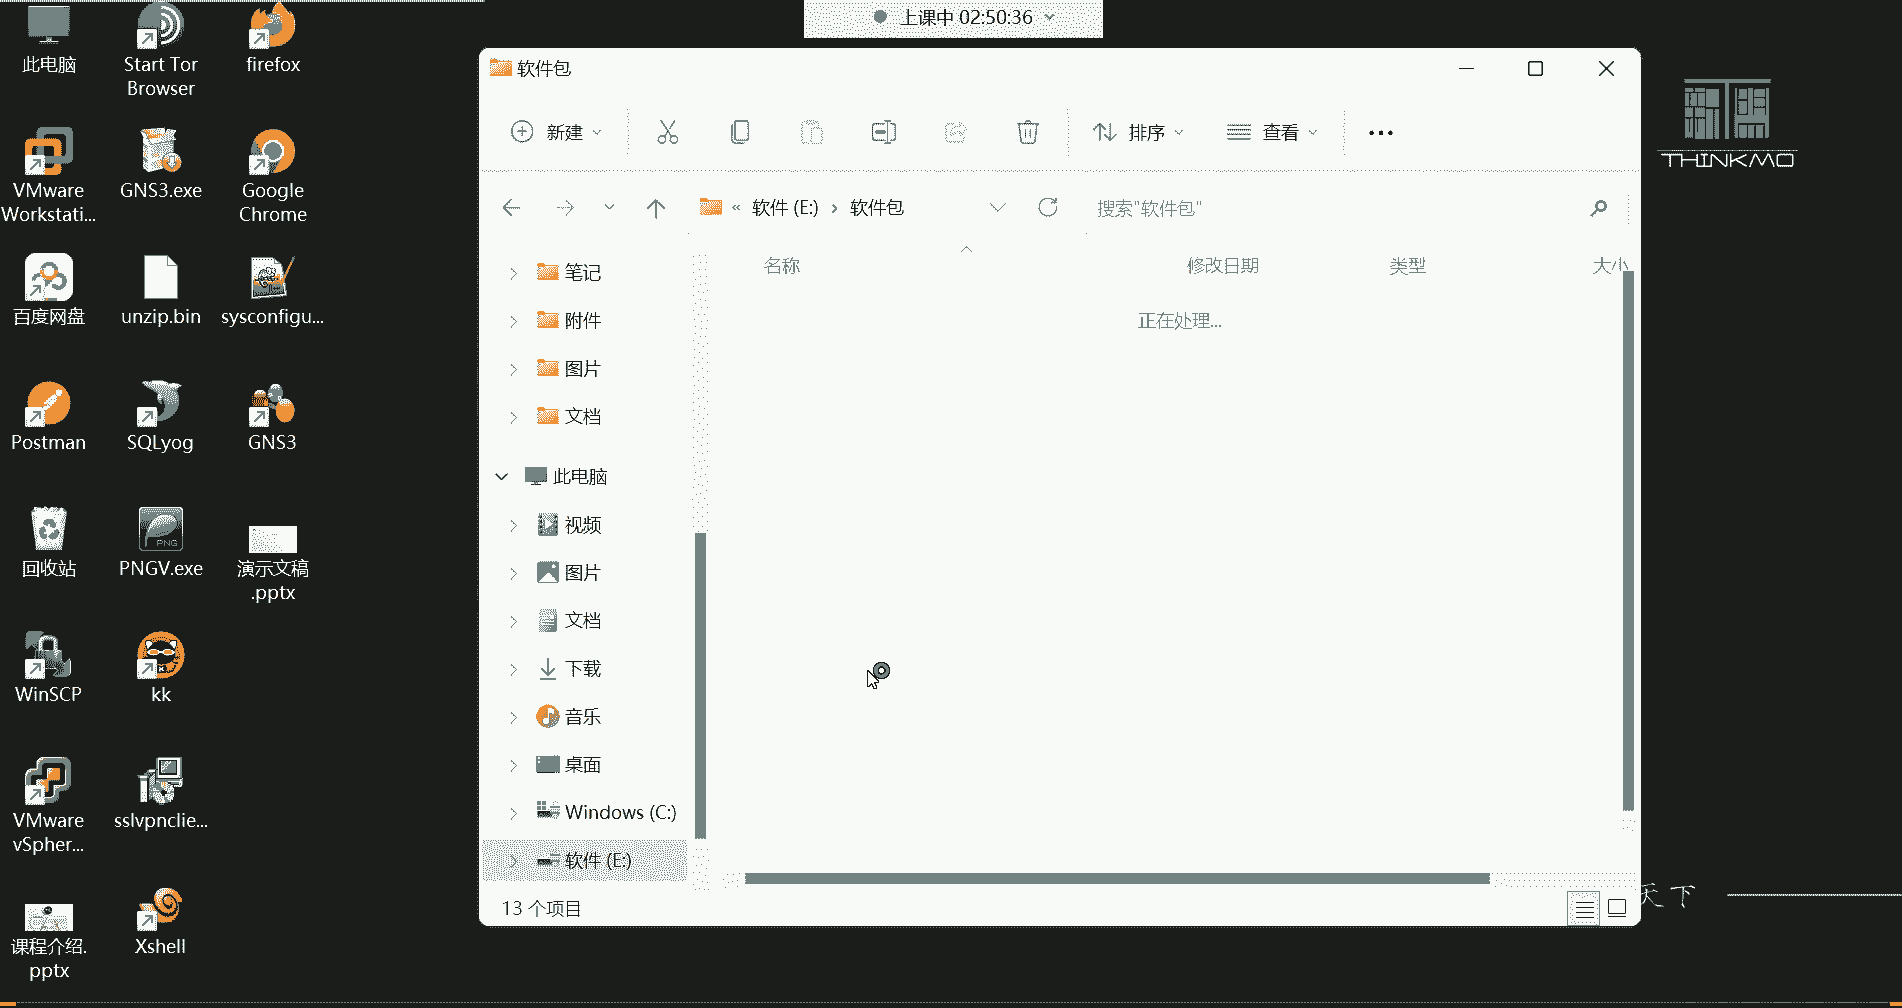 上课中 02:50:36
此电脑
Start Tor
Browser
firefox
VMware
Workstati...
GNS3.exe
Google
Chrome
百度网盘
unzip.bin
sysconfigu...
Postman
SQLyog
GNS3
回收站
PNGV.exe
演示文稿
.pptx
WinSCP
kk
VMware
vSpher...
sslvpnclie...
课程介绍.
pptx
Xshell
软件包
新建
排序
查看
« 软件 (E:) › 软件包
搜索"软件包"
名称 修改日期 类型 大小
正在处理...
笔记
附件
图片
文档
此电脑
视频
图片
文档
下载
音乐
桌面
Windows (C:)
软件 (E:)
13 个项目
THINKMO
天下